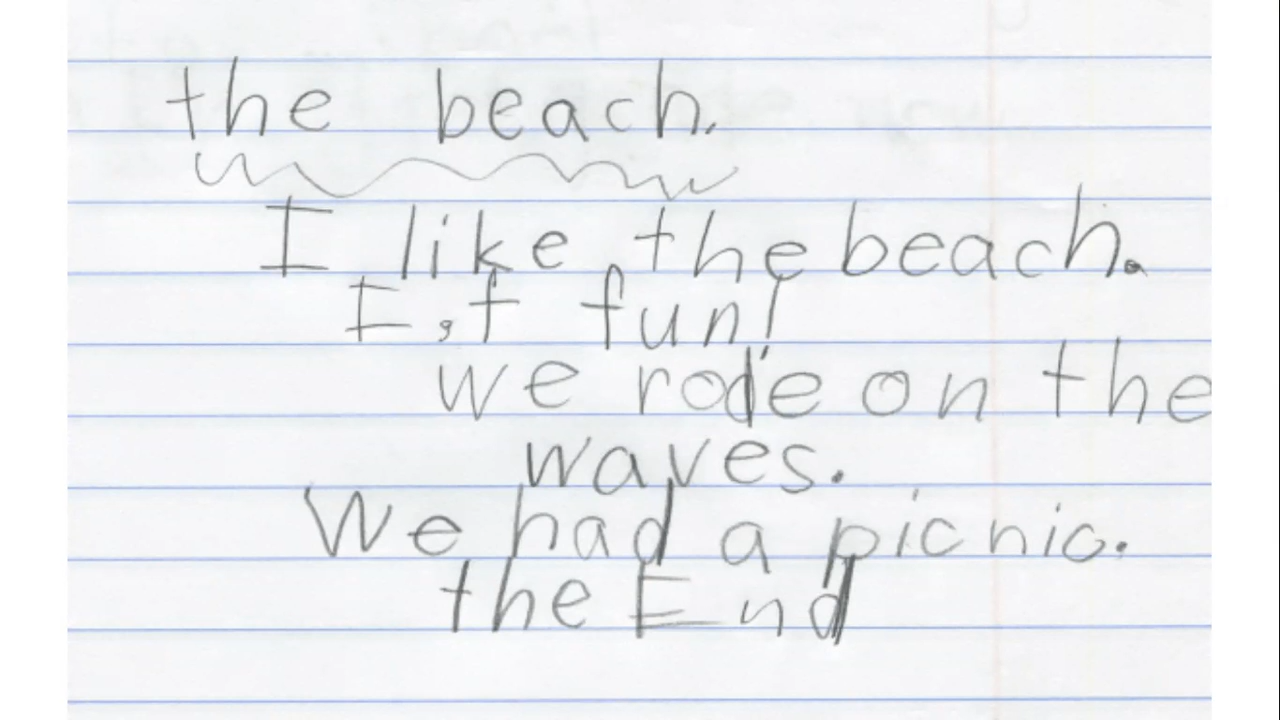 the beach.
I like the beach.
I,t fun!
we rode on the
waves.
We had a picnic.
the End